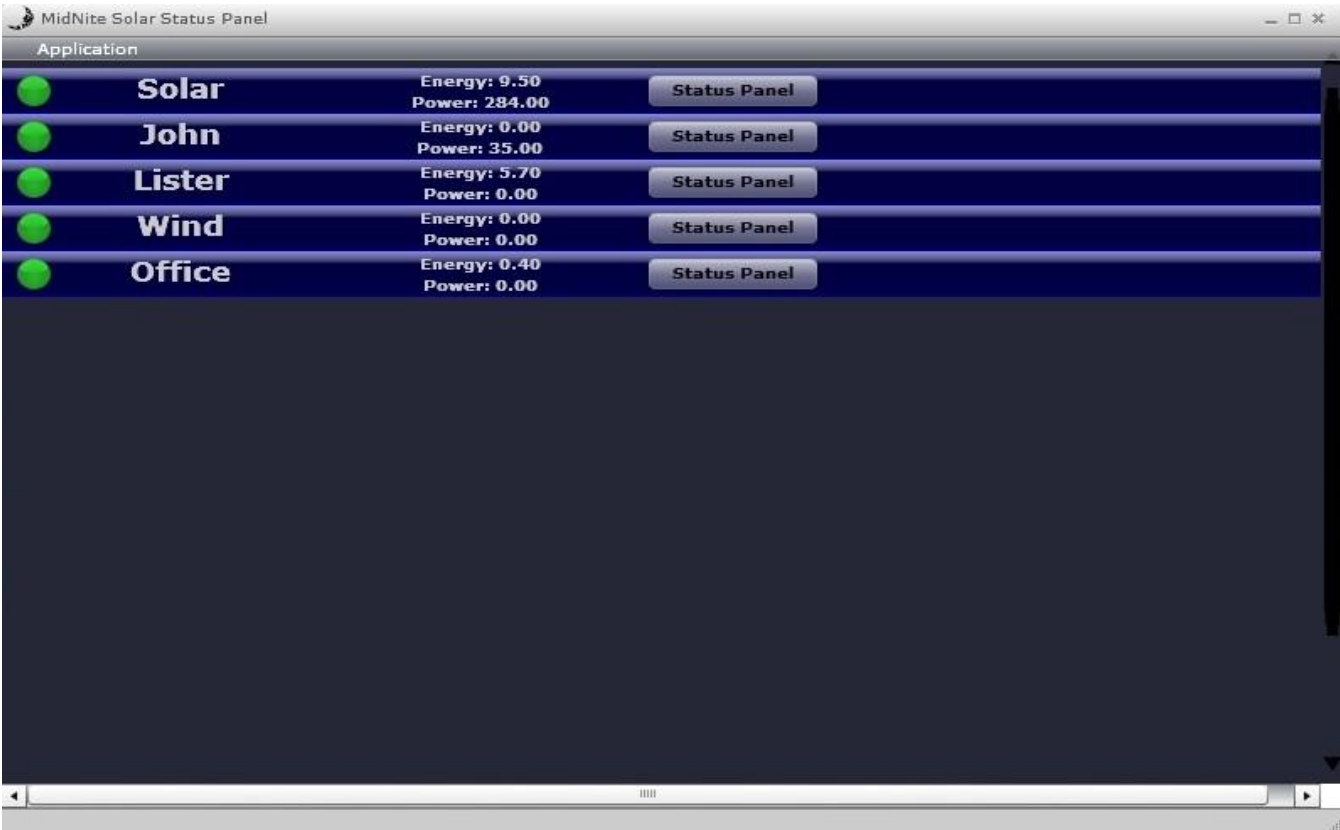 MidNite Solar Status Panel
Application
Solar
Energy: 9.50
Power: 284.00
Status Panel
John
Energy: 0.00
Power: 35.00
Status Panel
Lister
Energy: 5.70
Power: 0.00
Status Panel
Wind
Energy: 0.00
Power: 0.00
Status Panel
Office
Energy: 0.40
Power: 0.00
Status Panel